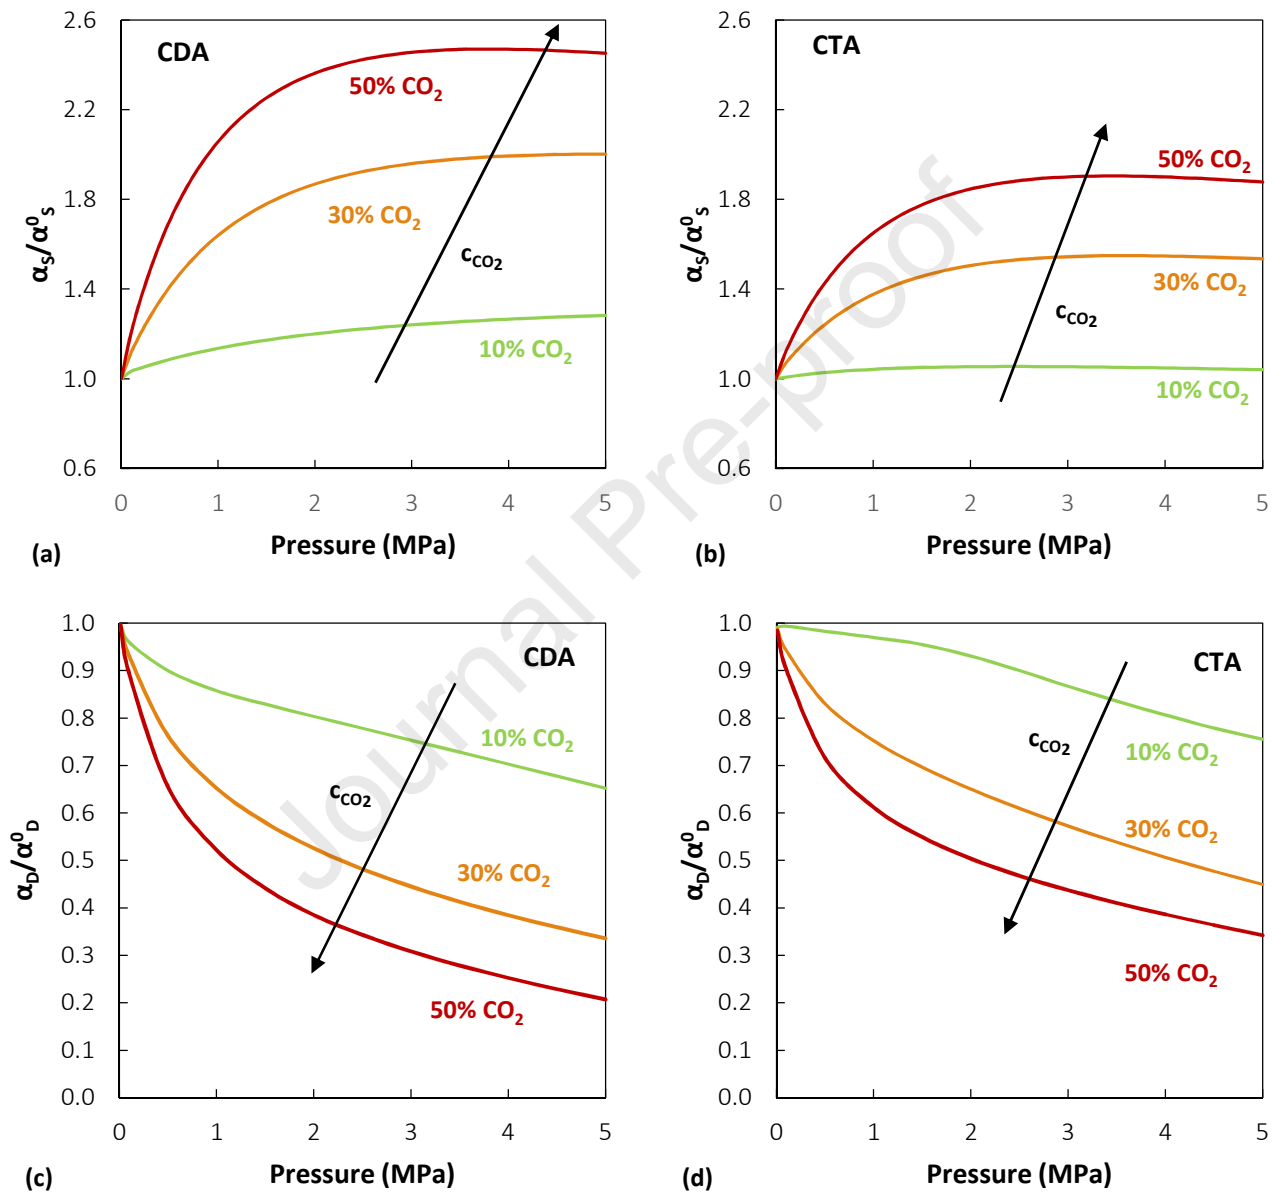 CDA
2.6
2.2
1.8
1.4
1.0
0.6
αS/α⁰S
50% CO₂
30% CO₂
10% CO₂
cCO₂
0 1 2 3 4 5
Pressure (MPa)
(a)
CTA
2.6
2.2
1.8
1.4
1.0
0.6
αS/α⁰S
50% CO₂
30% CO₂
10% CO₂
cCO₂
0 1 2 3 4 5
Pressure (MPa)
(b)
Journal Pre-proof
CDA
1.0
0.9
0.8
0.7
0.6
0.5
0.4
0.3
0.2
0.1
0.0
αD/α⁰D
10% CO₂
cCO₂
30% CO₂
50% CO₂
0 1 2 3 4 5
Pressure (MPa)
(c)
CTA
1.0
0.9
0.8
0.7
0.6
0.5
0.4
0.3
0.2
0.1
0.0
αD/α⁰D
10% CO₂
cCO₂
30% CO₂
50% CO₂
0 1 2 3 4 5
Pressure (MPa)
(d)